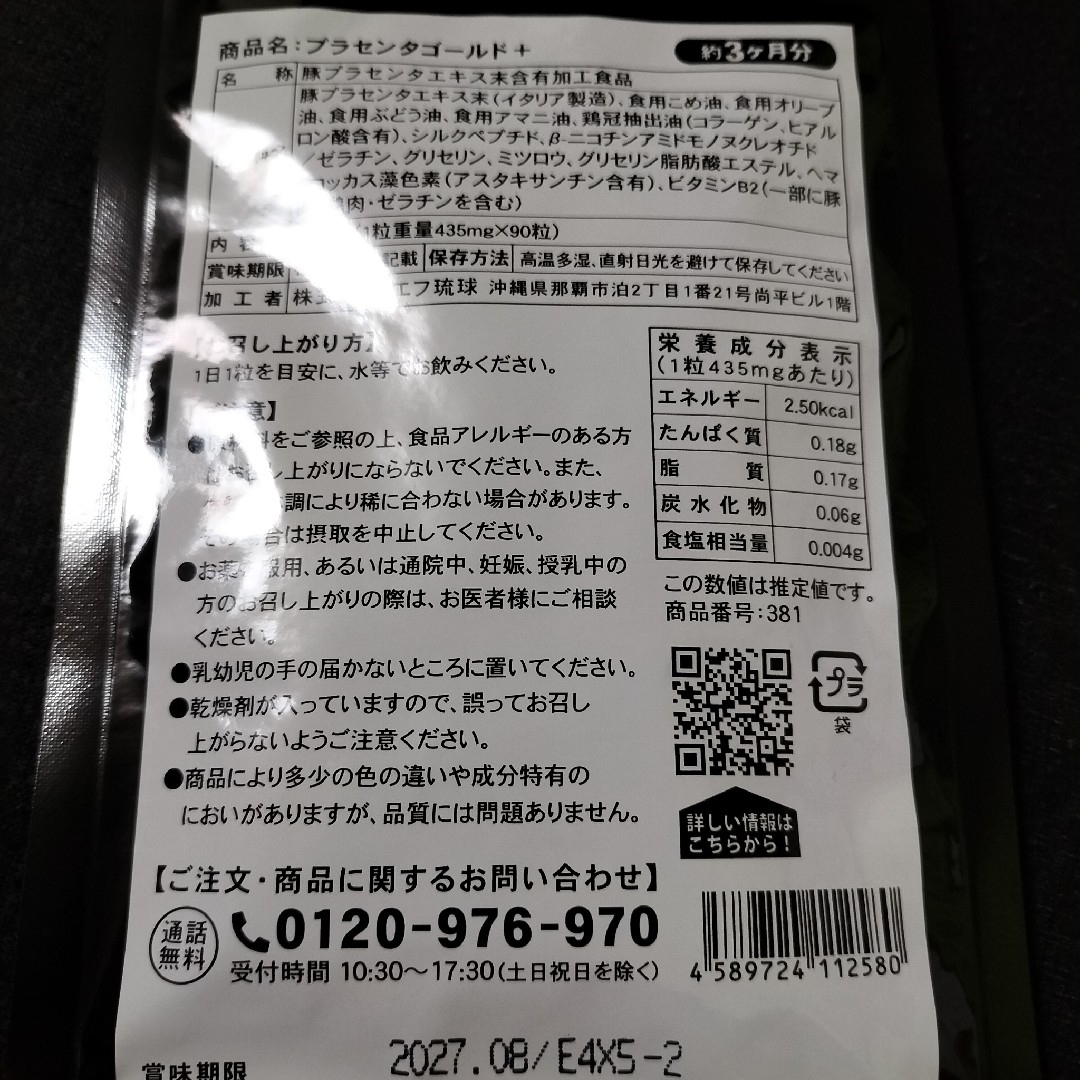 商品名:プラセンタゴールド+
約3ヶ月分
名 称 豚プラセンタエキス末含有加工食品
豚プラセンタエキス末(イタリア製造)、食用こめ油、食用オリーブ
油、食用ぶどう油、食用アマニ油、鶏冠抽出油(コラーゲン、ヒアル
ロン酸含有)、シルクペプチド、β-ニコチンアミドモノヌクレオチド
/ゼラチン、グリセリン、ミツロウ、グリセリン脂肪酸エステル、ヘマ
コッカス藻色素(アスタキサンチン含有)、ビタミンB2(一部に豚
肉・ゼラチンを含む)
内 (1粒重量435mg×90粒)
賞味期限 記載 保存方法 高温多湿、直射日光を避けて保存してください
加工者 株 エフ琉球 沖縄県那覇市泊2丁目1番21号尚平ビル1階
召し上がり方】
1日1粒を目安に、水等でお飲みください。
栄養成分表示
(1粒435mgあたり)
エネルギー 2.50kcal
たんぱく質 0.18g
脂質 0.17g
炭水化物 0.06g
食塩相当量 0.004g
この数値は推定値です。
商品番号:381
意】
● をご参照の上、食品アレルギーのある方
し上がりにならないでください。また、
調により稀に合わない場合があります。
は摂取を中止してください。
●お薬 服用、あるいは通院中、妊娠、授乳中の
方のお召し上がりの際は、お医者様にご相談
ください。
●乳幼児の手の届かないところに置いてください。
●乾燥剤が入っていますので、誤ってお召し
上がらないようご注意ください。
●商品により多少の色の違いや成分特有の
においがありますが、品質には問題ありません。
プラ
袋
詳しい情報は
こちらから!
【ご注文・商品に関するお問い合わせ】
通話
無料
0120-976-970
受付時間 10:30～17:30(土日祝日を除く)
4 589724 112580
賞味期限 2027.08/E4X5-2